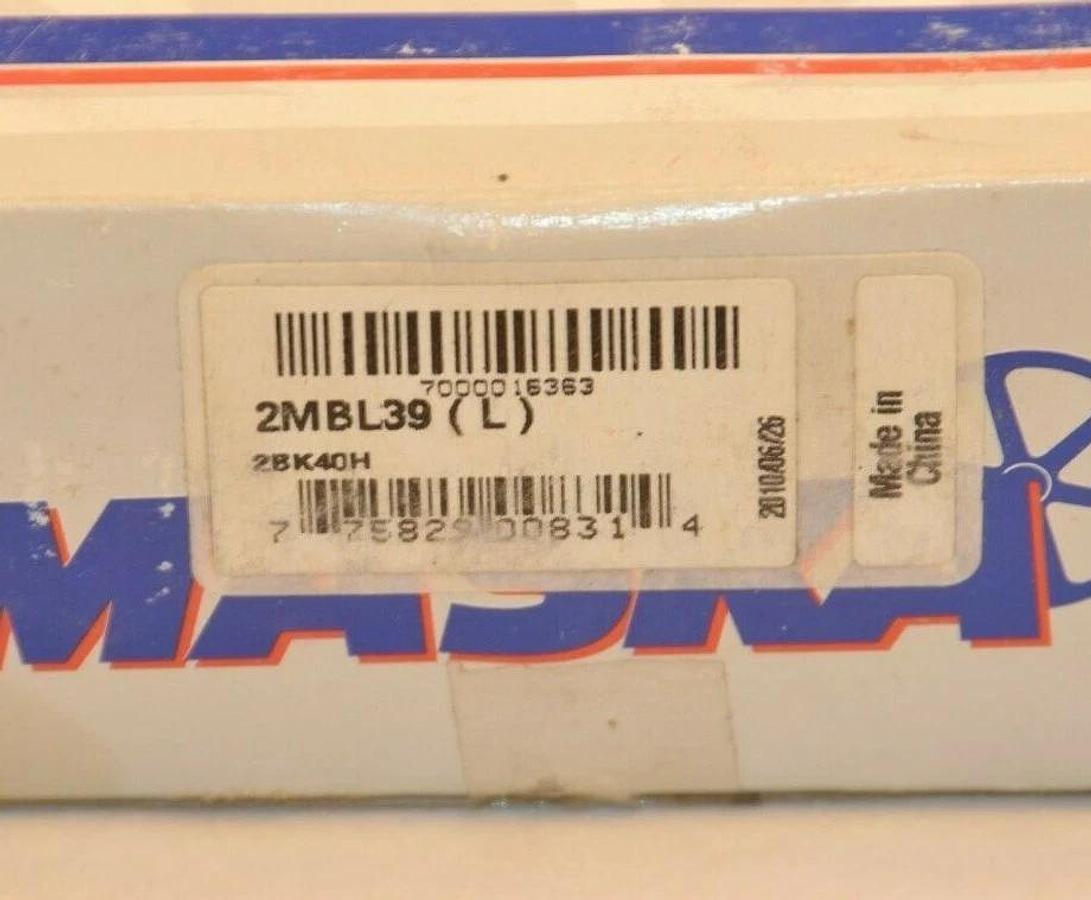 7000016363
2MBL39 ( L )
2BK40H
7 75829 00831 4
2010/06/26
Made in
China
MASKA